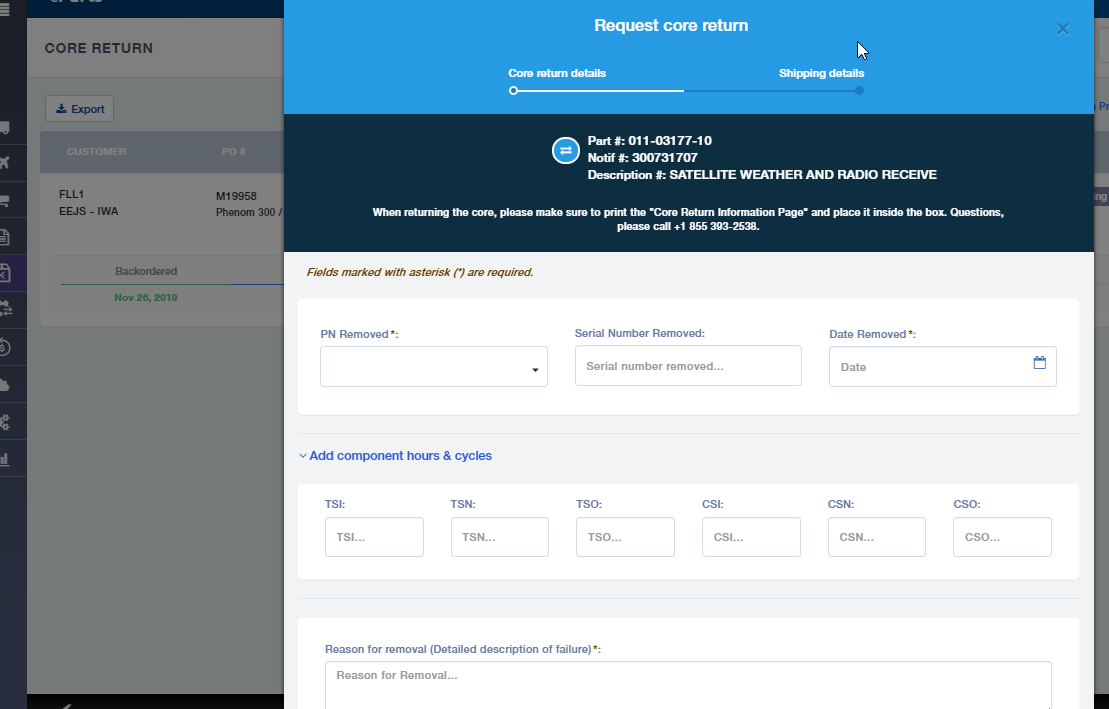 Request core return
Core return details
Shipping details
CORE RETURN
Export
CUSTOMER
PO #
FLL1
EEJS - IWA
M19958
Phenom 300 /
Backordered
Nov 26, 2019
Part #: 011-03177-10
Notif #: 300731707
Description #: SATELLITE WEATHER AND RADIO RECEIVE
When returning the core, please make sure to print the "Core Return Information Page" and place it inside the box. Questions,
please call +1 855 393-2538.
Fields marked with asterisk (*) are required.
PN Removed*:
Serial Number Removed:
Date Removed*:
Serial number removed...
Date
Add component hours & cycles
TSI:
TSN:
TSO:
CSI:
CSN:
CSO:
TSI...
TSN...
TSO...
CSI...
CSN...
CSO...
Reason for removal (Detailed description of failure)*:
Reason for Removal...